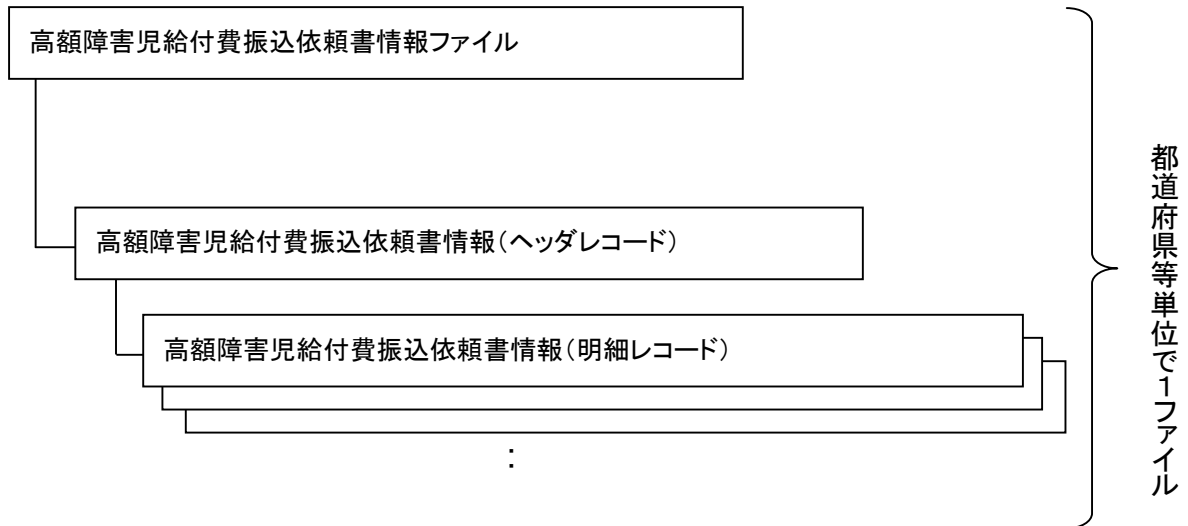 高額障害児給付費振込依頼書情報ファイル
高額障害児給付費振込依頼書情報(ヘッダレコード)
高額障害児給付費振込依頼書情報(明細レコード)
:
都道府県等単位で1ファイル